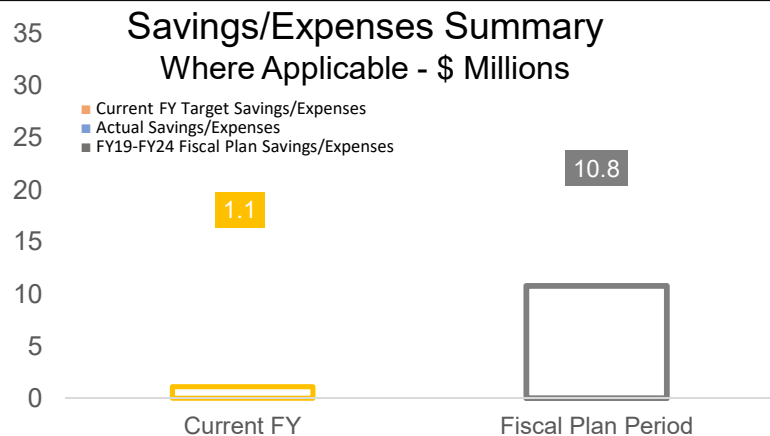 Savings/Expenses Summary
Where Applicable - $ Millions
Current FY Target Savings/Expenses
Actual Savings/Expenses
FY19-FY24 Fiscal Plan Savings/Expenses
35
30
25
20
15
10
5
0
1.1
10.8
Current FY
Fiscal Plan Period